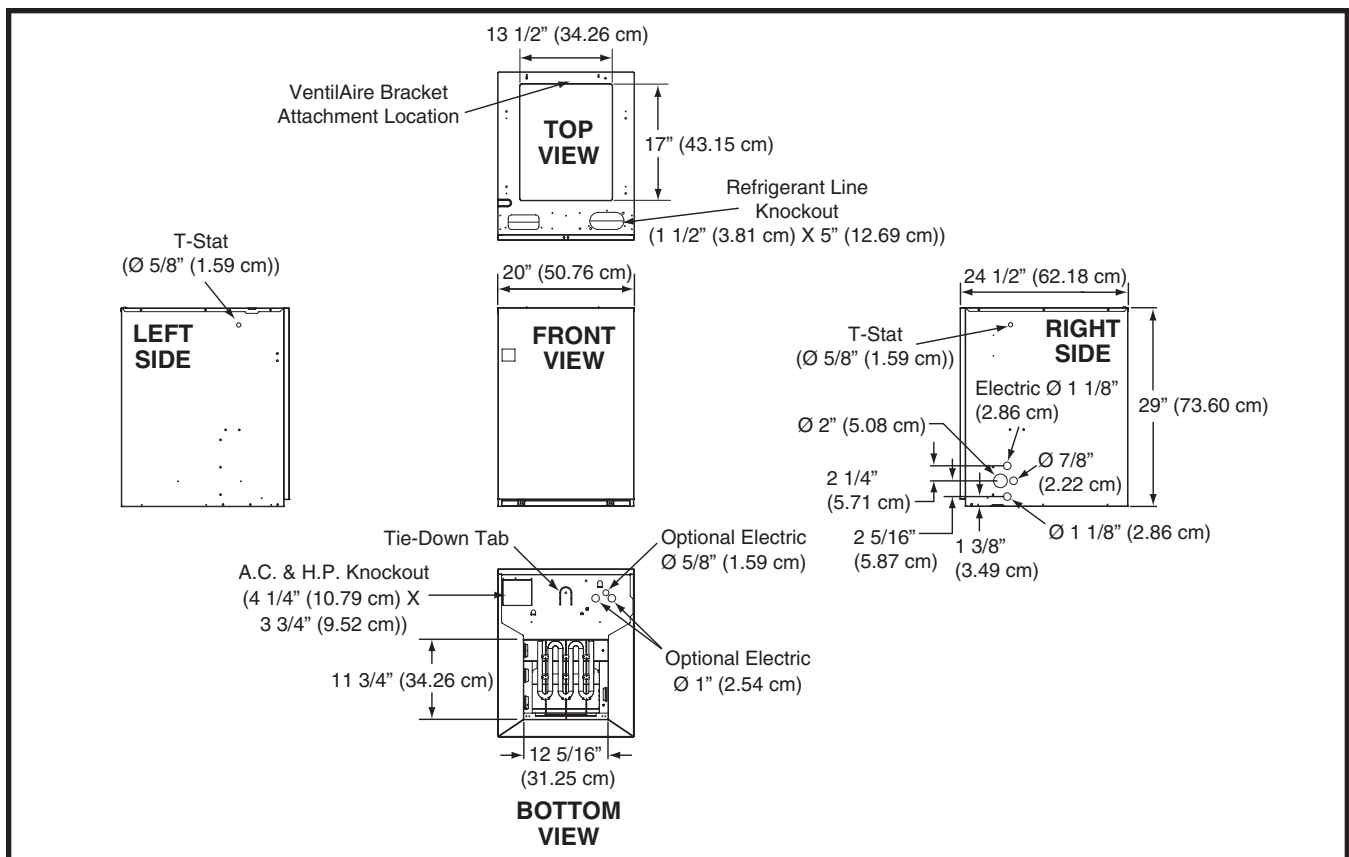 13 1/2” (34.26 cm)
VentilAire Bracket
Attachment Location
TOP
VIEW
17” (43.15 cm)
Refrigerant Line
Knockout
(1 1/2” (3.81 cm) X 5” (12.69 cm))
T-Stat
(Ø 5/8” (1.59 cm))
LEFT
SIDE
20” (50.76 cm)
FRONT
VIEW
24 1/2” (62.18 cm)
T-Stat
(Ø 5/8” (1.59 cm))
RIGHT
SIDE
Electric Ø 1 1/8”
(2.86 cm)
29” (73.60 cm)
Ø 2” (5.08 cm)
Ø 7/8”
(2.22 cm)
2 1/4”
(5.71 cm)
2 5/16”
(5.87 cm)
1 3/8”
(3.49 cm)
Ø 1 1/8” (2.86 cm)
Tie-Down Tab
Optional Electric
Ø 5/8” (1.59 cm)
A.C. & H.P. Knockout
(4 1/4” (10.79 cm) X
3 3/4” (9.52 cm))
11 3/4” (34.26 cm)
Optional Electric
Ø 1” (2.54 cm)
12 5/16”
(31.25 cm)
BOTTOM
VIEW